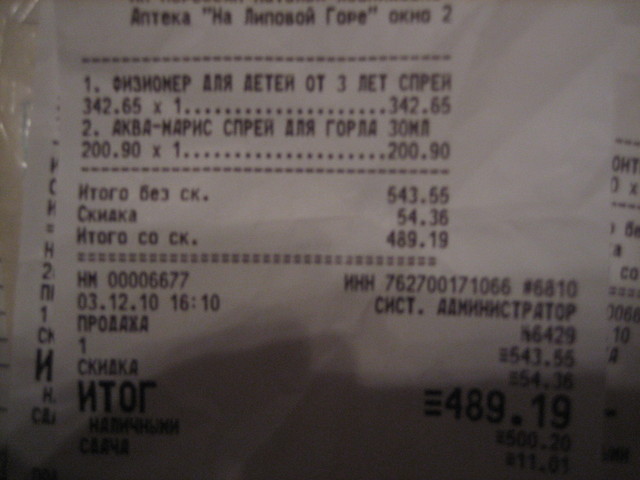 Аптека "На Липовой Горе" окно 2
1. ФИЗИОМЕР ДЛЯ ДЕТЕЙ ОТ 3 ЛЕТ СПРЕЙ
342.65 x 1....................342.65
2. АКВА-МАРИС СПРЕЙ ДЛЯ ГОРЛА 30МЛ
200.90 x 1....................200.90
Итого без ск. 543.55
Скидка 54.36
Итого со ск. 489.19
НМ 00006677 ИНН 762700171066 #6810
03.12.10 16:10 СИСТ. АДМИНИСТРАТОР
ПРОДАЖА №6429
1 ≡543.55
СКИДКА ≡54.36
ИТОГ ≡489.19
НАЛИЧНЫМИ ≡500.20
СДАЧА ≡11.01